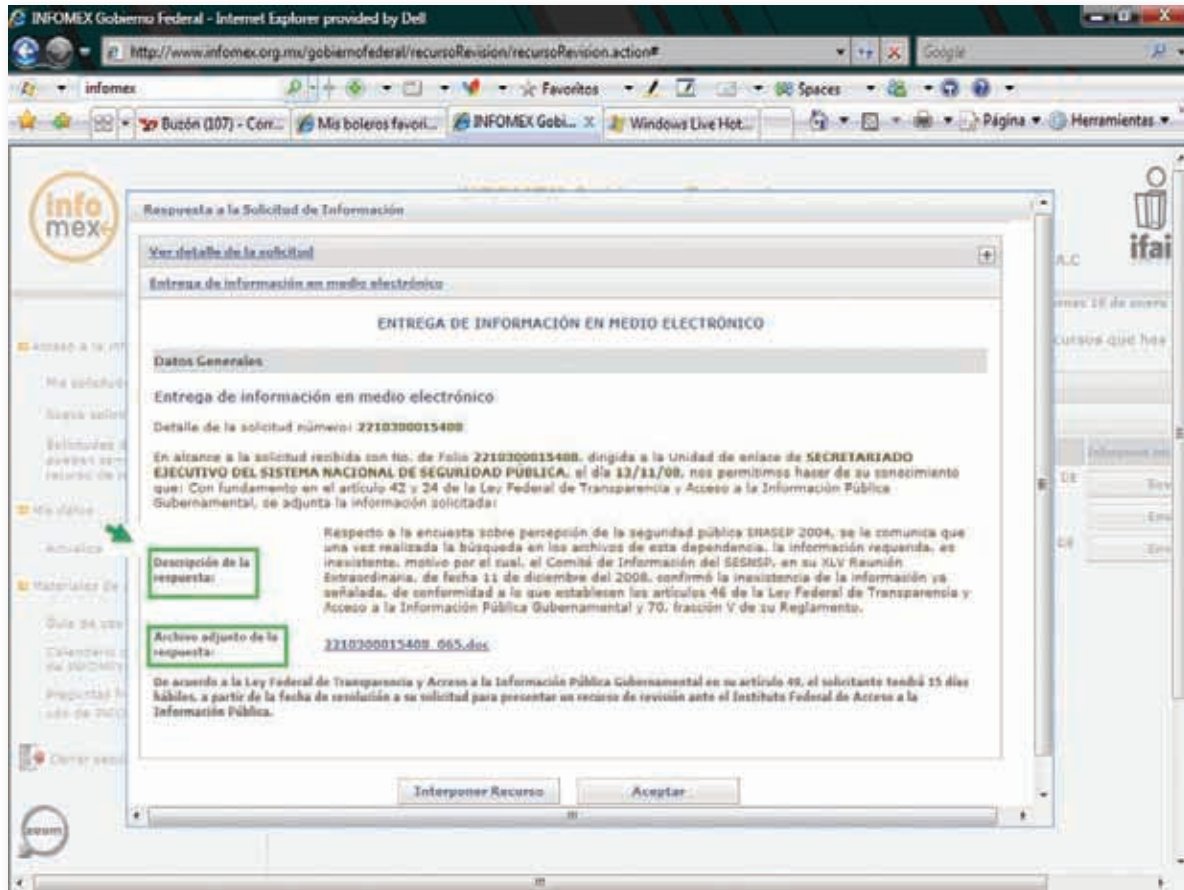 INFOMEX Gobierno Federal - Internet Explorer provided by Dell
http://www.infomex.org.mx/gobiernofederal/recursoRevision/recursoRevision.action#
Google
infomex
Favoritos
Spaces
Buzón (107) - Corr...
Mis boleros favori...
INFOMEX Gobi...
Windows Live Hot...
Página
Herramientas
info
mex
ifai
Respuesta a la Solicitud de Información
Ver detalle de la solicitud
Entrega de información en medio electrónico
ENTREGA DE INFORMACIÓN EN MEDIO ELECTRÓNICO
Datos Generales
Entrega de información en medio electrónico
Detalle de la solicitud número: 2210300015408
En alcance a la solicitud recibida con No. de Folio 2210300015408, dirigida a la Unidad de enlace de SECRETARIADO
EJECUTIVO DEL SISTEMA NACIONAL DE SEGURIDAD PÚBLICA, el día 13/11/08, nos permitimos hacer de su conocimiento
que: Con fundamento en el artículo 42 y 24 de la Ley Federal de Transparencia y Acceso a la Información Pública
Gubernamental, se adjunta la información solicitada:
Descripción de la
respuesta:
Respecto a la encuesta sobre percepción de la seguridad pública ENASEP 2004, se le comunica que
una vez realizada la búsqueda en los archivos de esta dependencia, la información requerida, es
inexistente, motivo por el cual, el Comité de Información del SESNSP, en su XLV Reunión
Extraordinaria, de fecha 11 de diciembre del 2008, confirmó la inexistencia de la información ya
señalada, de conformidad a lo que establecen los artículos 46 de la Ley Federal de Transparencia y
Acceso a la Información Pública Gubernamental y 70, fracción V de su Reglamento.
Archivo adjunto de la
respuesta:
2210300015408_065.doc
De acuerdo a la Ley Federal de Transparencia y Acceso a la Información Pública Gubernamental en su artículo 49, el solicitante tendrá 15 días
hábiles, a partir de la fecha de resolución a su solicitud para presentar un recurso de revisión ante el Instituto Federal de Acceso a la
Información Pública.
Interponer Recurso
Aceptar
Acceso a la
Mis
Mis datos
Actualiza
Materiales de
Guía de uso
Calendario
Preguntas
Cerrar
zoom